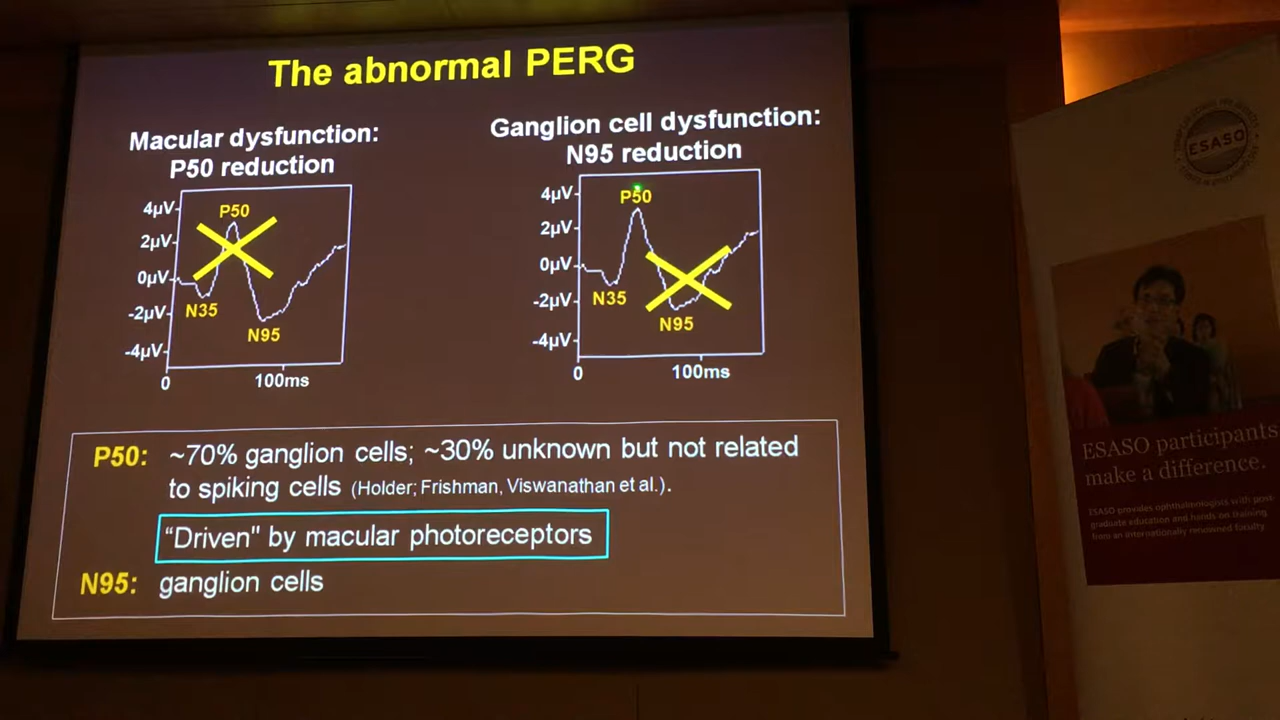 The abnormal PERG
Macular dysfunction:
P50 reduction
4µV
2µV
0µV
-2µV
-4µV
P50
N35
N95
0
100ms
Ganglion cell dysfunction:
N95 reduction
4µV
2µV
0µV
-2µV
-4µV
P50
N35
N95
0
100ms
P50: ~70% ganglion cells; ~30% unknown but not related
to spiking cells (Holder; Frishman, Viswanathan et al.).
“Driven" by macular photoreceptors
N95: ganglion cells
ESASO
ESASO participants
make a difference.
ESASO provides ophthalmologists with post-
graduate education and hands on training
from an internationally renowned faculty.